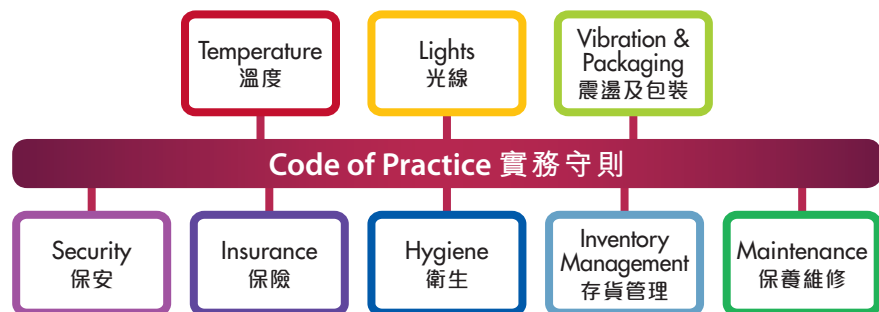 Temperature
溫度
Lights
光線
Vibration &
Packaging
震盪及包裝
Code of Practice 實務守則
Security
保安
Insurance
保險
Hygiene
衞生
Inventory
Management
存貨管理
Maintenance
保養維修